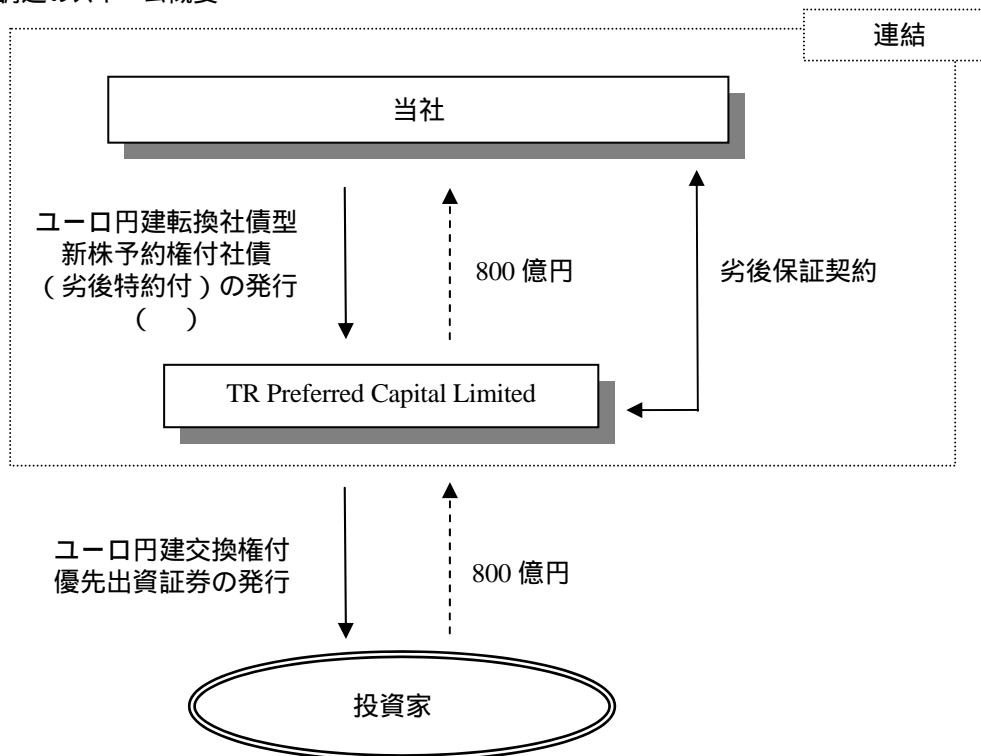 連結
当社
ユーロ円建転換社債型
新株予約権付社債
(劣後特約付)の発行
( )
800 億円
劣後保証契約
TR Preferred Capital Limited
ユーロ円建交換権付
優先出資証券の発行
800 億円
投資家